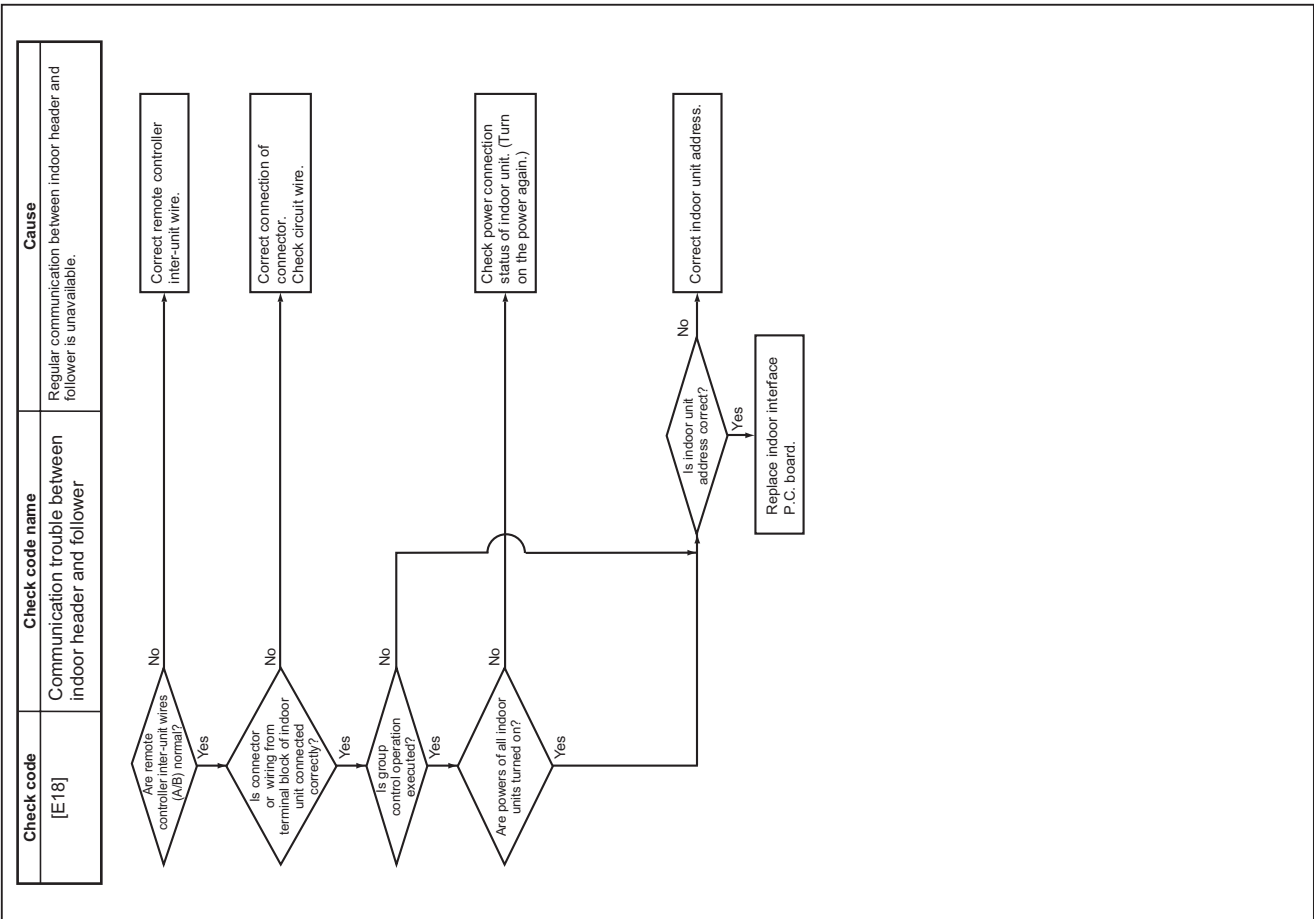 Check code
Check code name
Cause
[E18]
Communication trouble between
indoor header and follower
Regular communication between indoor header and
follower is unavailable.
Are remote
controller inter-unit wires
(A/B) normal?
No
Correct remote controller
inter-unit wire.
Yes
Is connector
or wiring from
terminal block of indoor
unit connected
correctly?
No
Correct connection of
connector.
Check circuit wire.
Yes
Is group
control operation
executed?
No
Yes
Are powers of all indoor
units turned on?
No
Check power connection
status of indoor unit. (Turn
on the power again.)
Yes
Is indoor unit
address correct?
No
Correct indoor unit address.
Yes
Replace indoor interface
P.C. board.